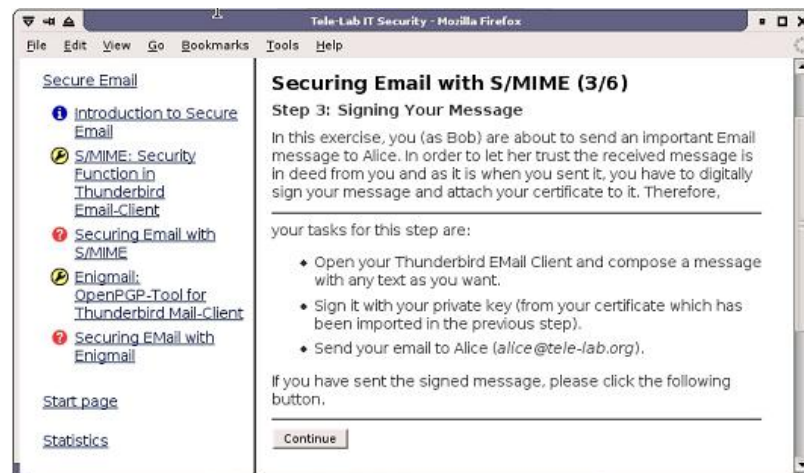 Tele-Lab IT Security - Mozilla Firefox
File Edit View Go Bookmarks Tools Help
Secure Email
Introduction to Secure
Email
S/MIME: Security
Function in
Thunderbird
Email-Client
Securing Email with
S/MIME
Enigmail:
OpenPGP-Tool for
Thunderbird Mail-Client
Securing EMail with
Enigmail
Start page
Statistics
Securing Email with S/MIME (3/6)
Step 3: Signing Your Message
In this exercise, you (as Bob) are about to send an important Email
message to Alice. In order to let her trust the received message is
in deed from you and as it is when you sent it, you have to digitally
sign your message and attach your certificate to it. Therefore,
your tasks for this step are:
Open your Thunderbird EMail Client and compose a message
with any text as you want.
Sign it with your private key (from your certificate which has
been imported in the previous step).
Send your email to Alice (alice@tele-lab.org).
If you have sent the signed message, please click the following
button.
Continue